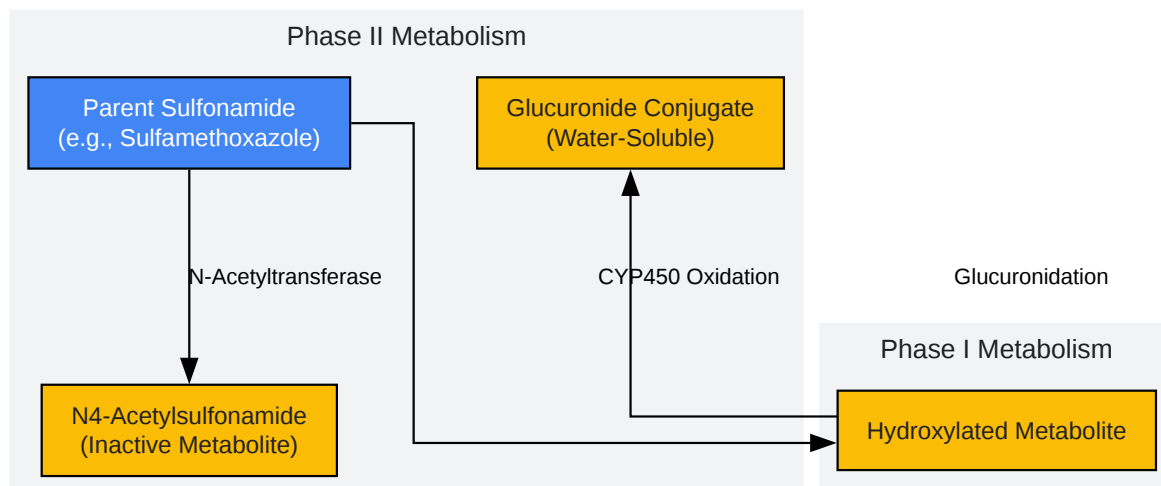 Phase II Metabolism
Parent Sulfonamide
(e.g., Sulfamethoxazole)
Glucuronide Conjugate
(Water-Soluble)
N-Acetyltransferase
CYP450 Oxidation
Glucuronidation
Phase I Metabolism
N4-Acetylsulfonamide
(Inactive Metabolite)
Hydroxylated Metabolite